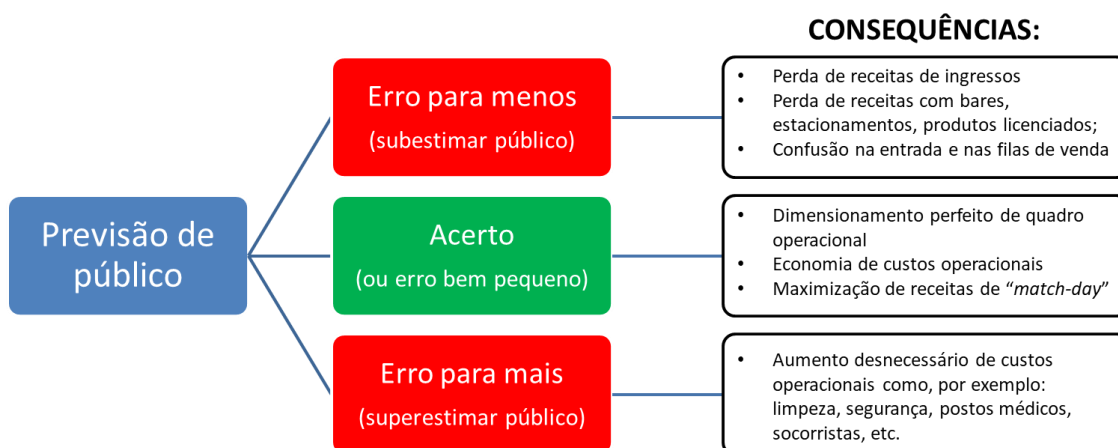 CONSEQUÊNCIAS:
Previsão de
público
Erro para menos
(subestimar público)
• Perda de receitas de ingressos
• Perda de receitas com bares,
estacionamentos, produtos licenciados;
• Confusão na entrada e nas filas de venda
Acerto
(ou erro bem pequeno)
• Dimensionamento perfeito de quadro
operacional
• Economia de custos operacionais
• Maximização de receitas de “match-day”
Erro para mais
(superestimar público)
• Aumento desnecessário de custos
operacionais como, por exemplo:
limpeza, segurança, postos médicos,
socorristas, etc.